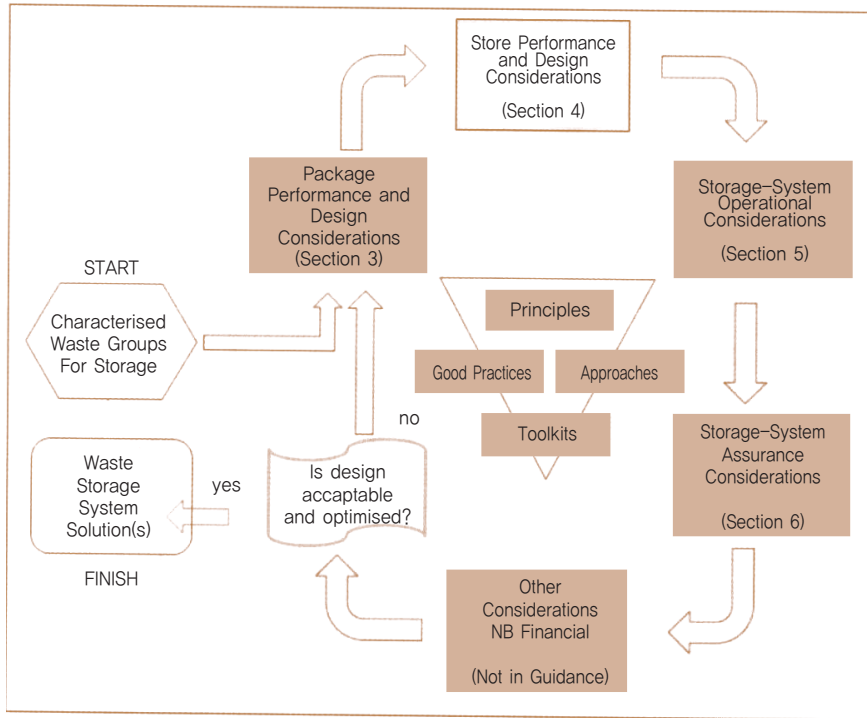 Store Performance
and Design
Considerations
(Section 4)
Package
Performance and
Design
Considerations
(Section 3)
Storage-System
Operational
Considerations
(Section 5)
START
Characterised
Waste Groups
For Storage
Principles
Good Practices
Approaches
Toolkits
no
Storage-System
Assurance
Considerations
(Section 6)
Waste
Storage
System
Solution(s)
yes
Is design
accaptable
and optimised?
FINISH
Other
Considerations
NB Financial
(Not in Guidance)